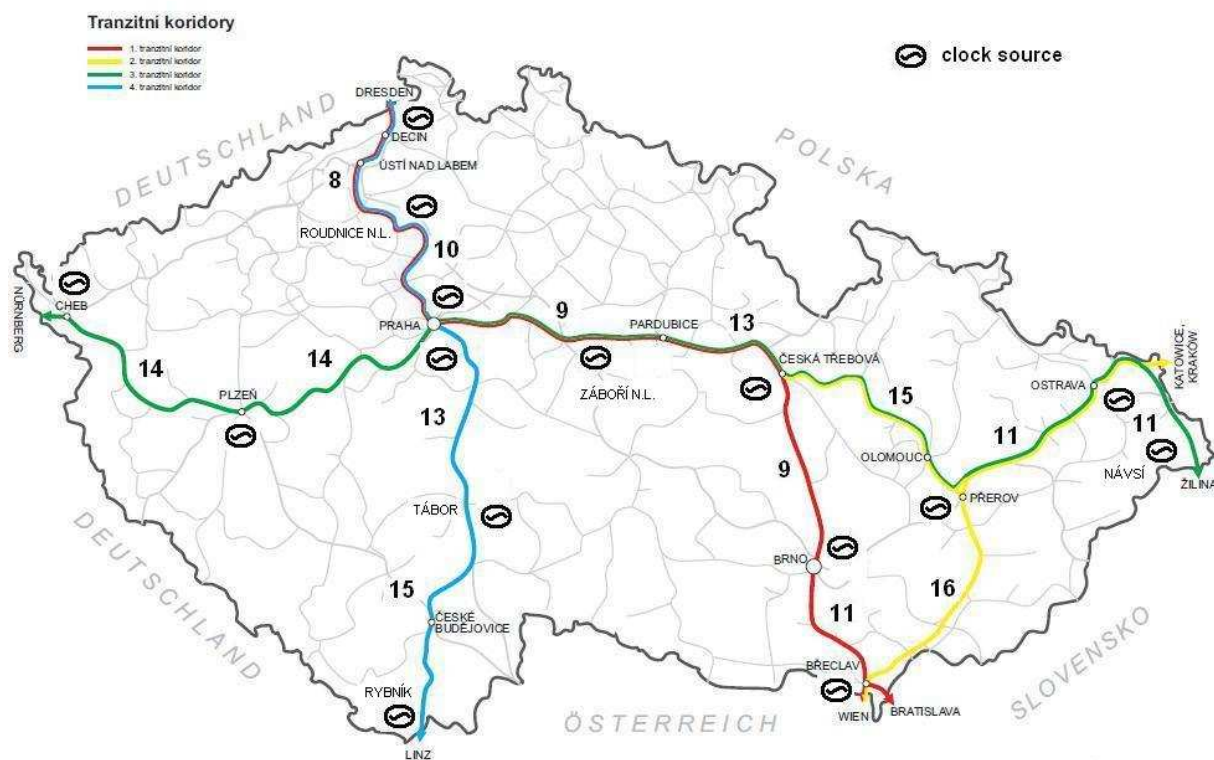 Tranzitni koridory
1. tranzitní koridor
2. tranzitní koridor
3. tranzitní koridor
4. tranzitní koridor
clock source
DEUTSCHLAND
DRESDEN
DECIN
ÚSTÍ NAD LABEM
8
ROUDNICE N.L.
10
POLSKA
NÜRNBERG
CHEB
PRAHA
9
PARDUBICE
13
ČESKÁ TŘEBOVÁ
KATOWICE,
KRAKÓW
14
14
PLZEŇ
ZÁBOŘÍ N.L.
15
OSTRAVA
11
11
13
9
OLOMOUC
NÁVSÍ
ŽILINA
PŘEROV
TÁBOR
DEUTSCHLAND
BRNO
15
ČESKÉ
BUDĚJOVICE
11
16
SLOVENSKO
BŘECLAV
RYBNÍK
ÖSTERREICH
WIEN
BRATISLAVA
LINZ